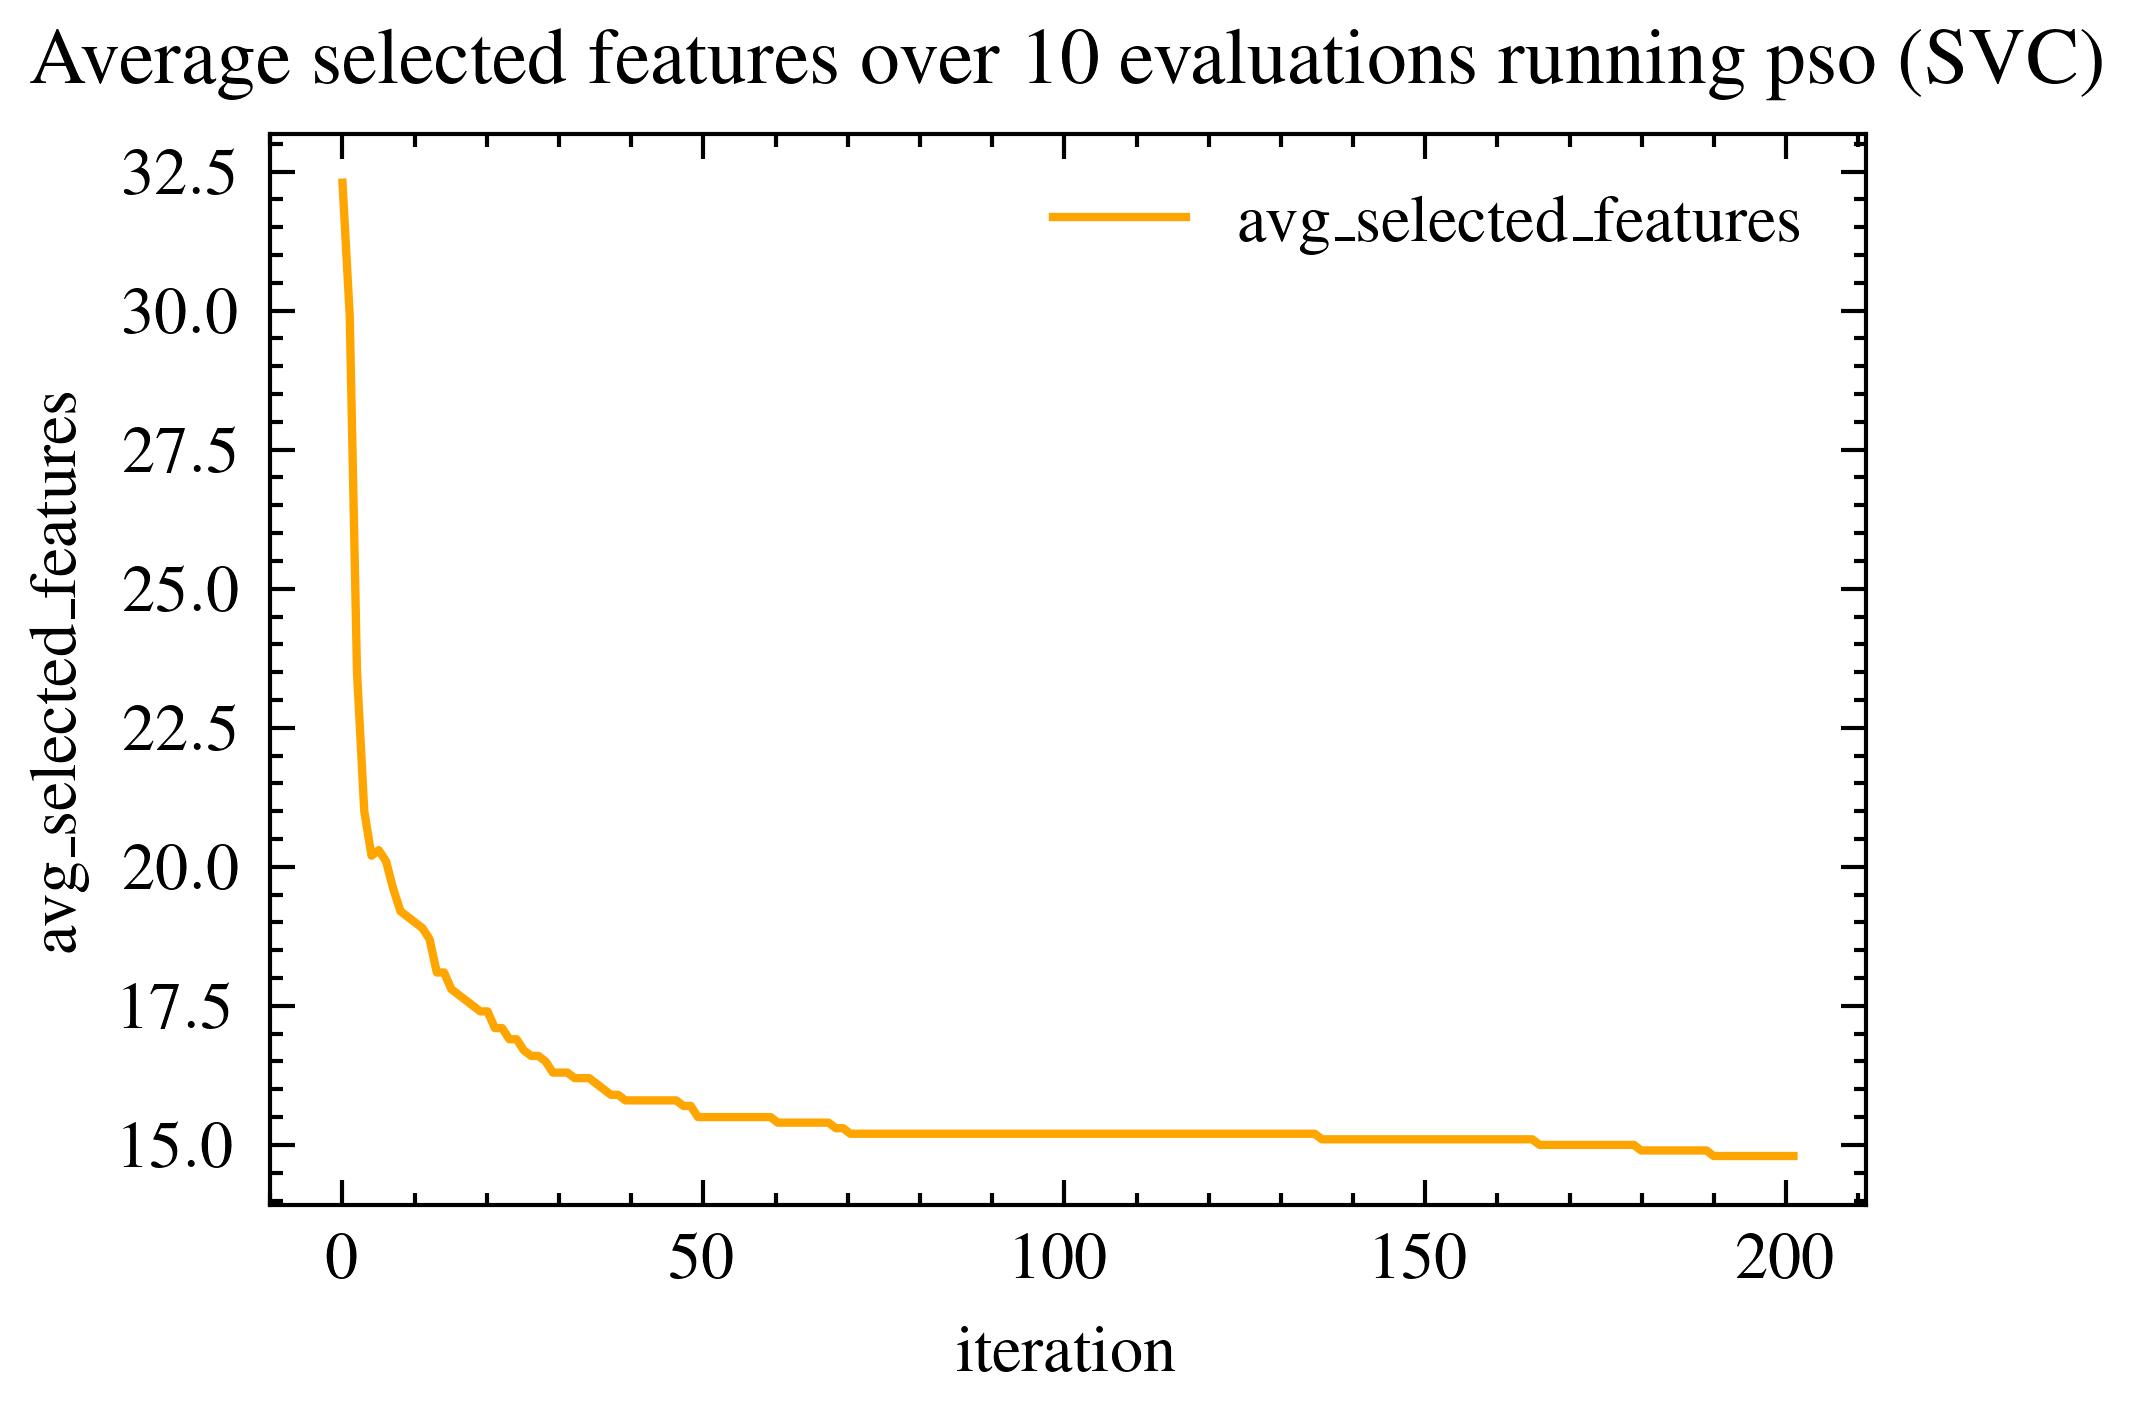 Average selected features over 10 evaluations running pso (SVC)
avg_selected_features
32.5
30.0
27.5
25.0
22.5
20.0
17.5
15.0
avg_selected_features
0 50 100 150 200
iteration